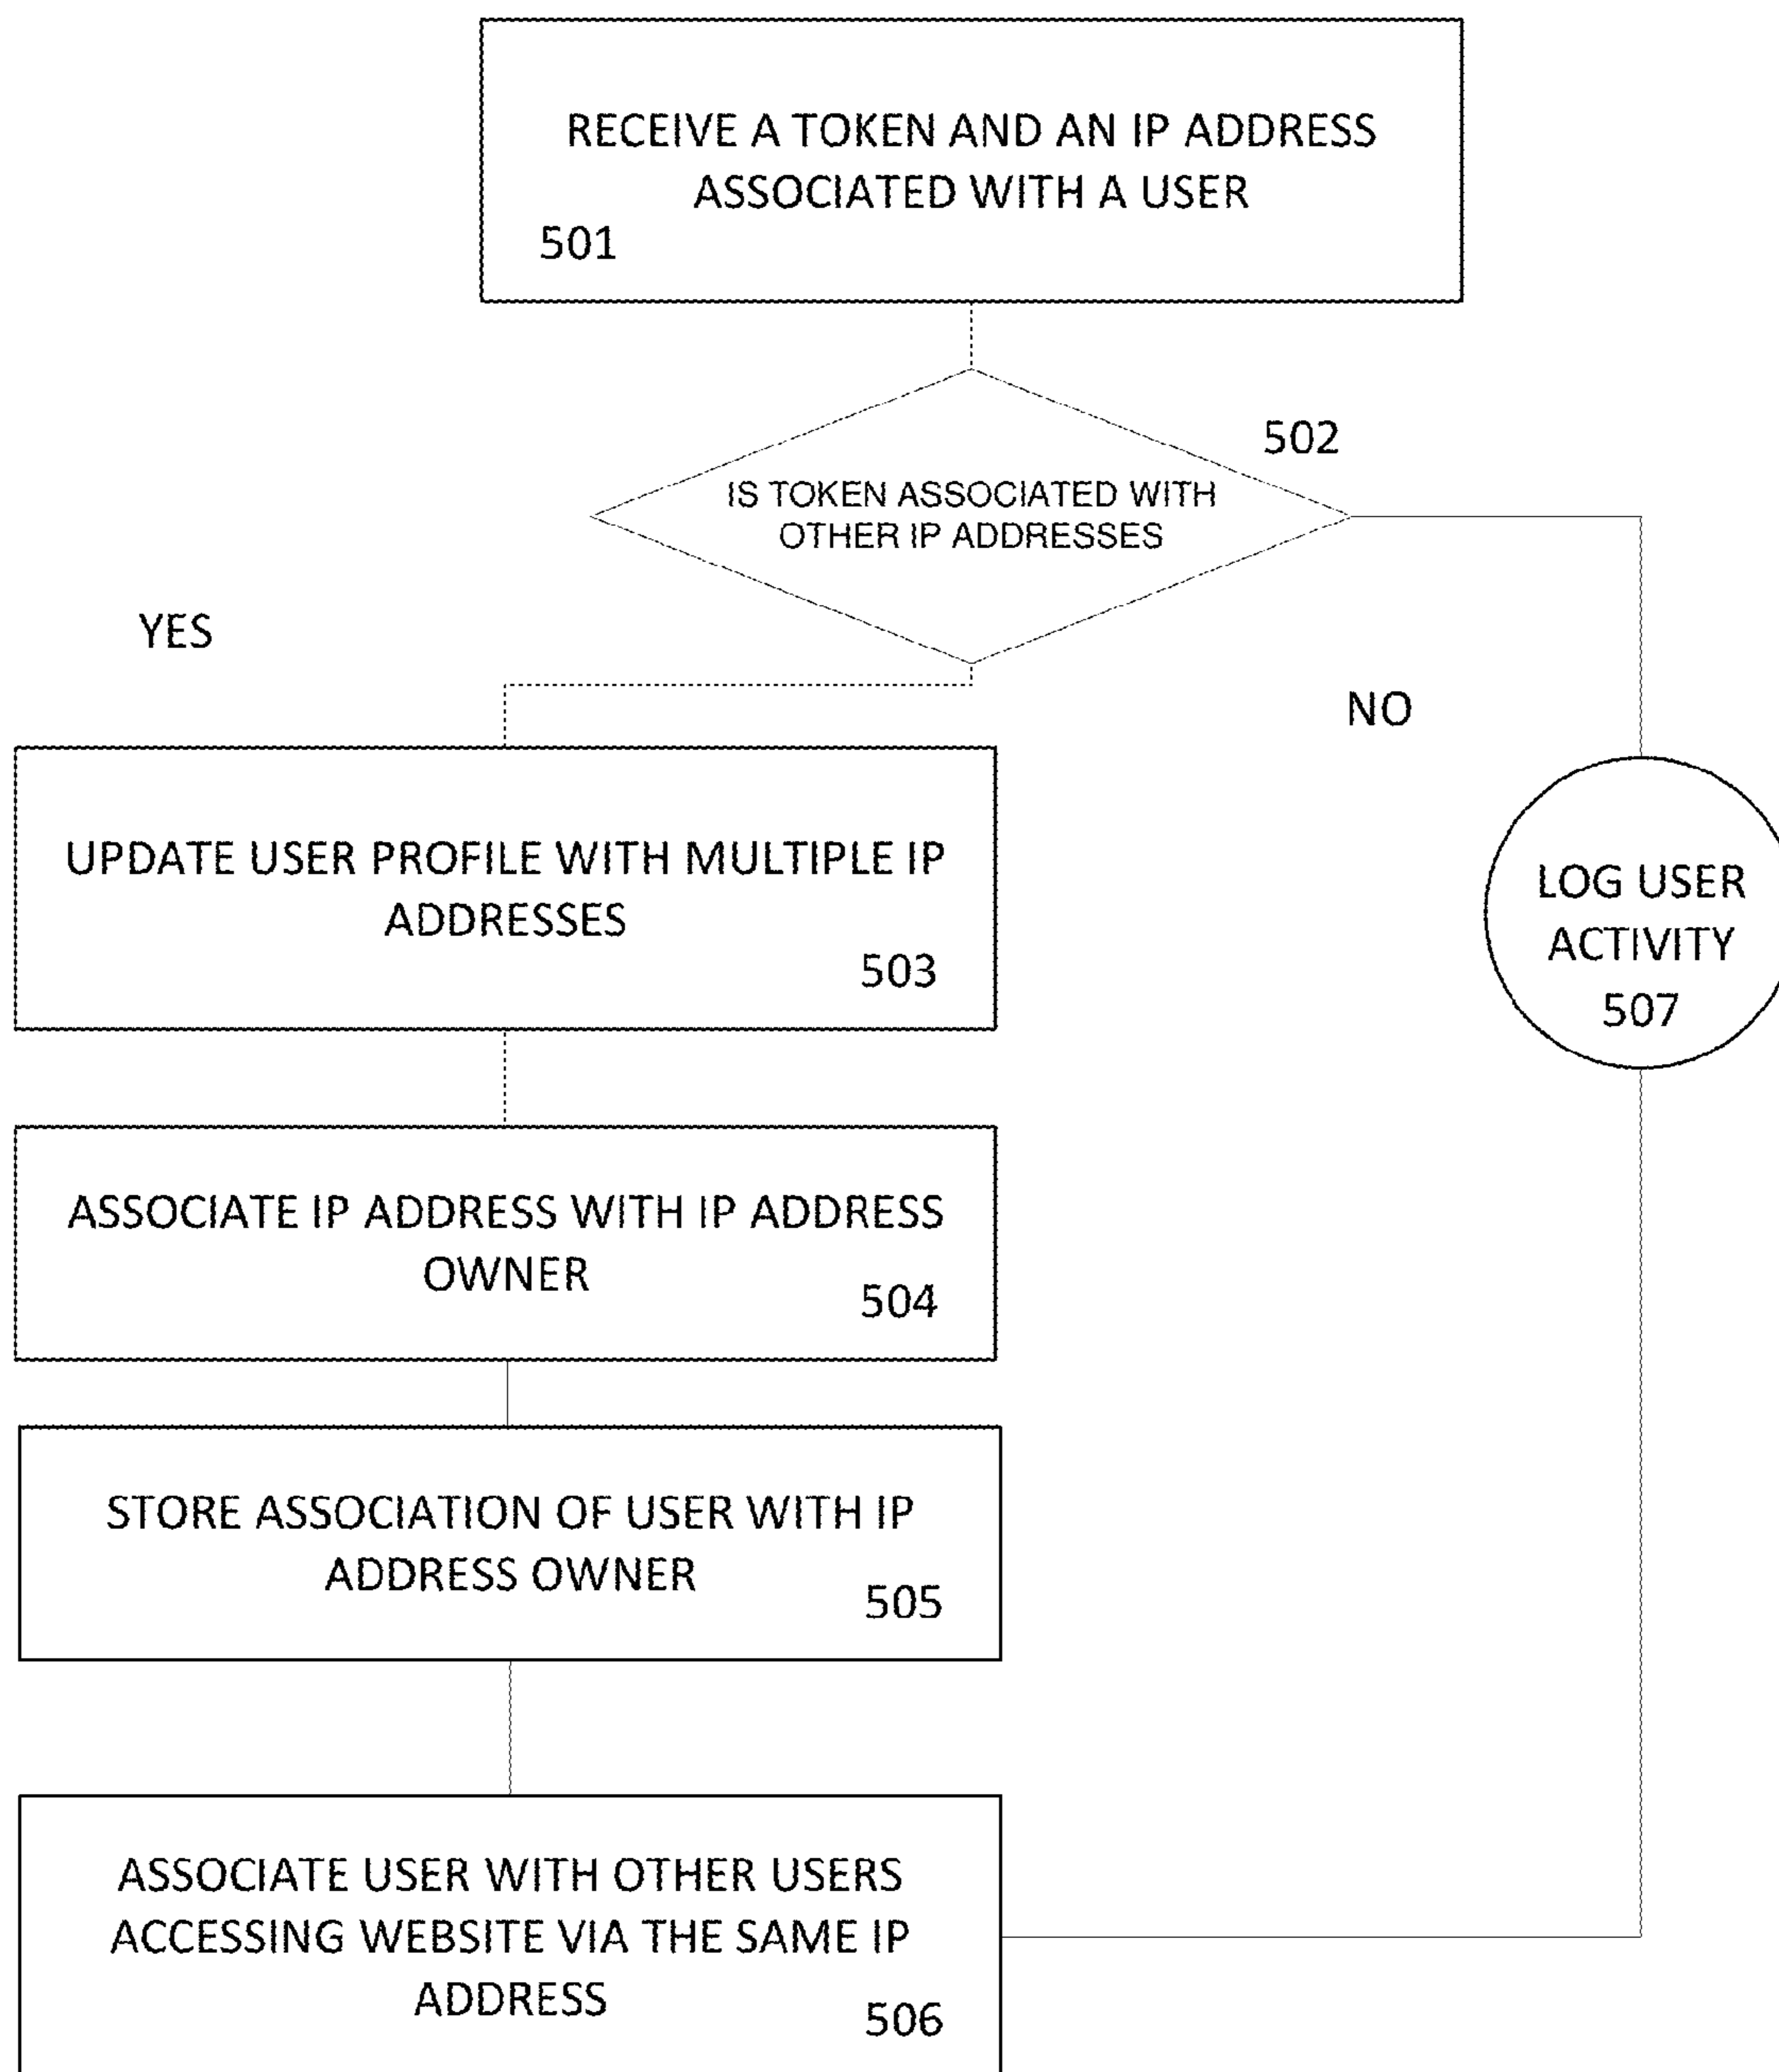 RECEIVE A TOKEN AND AN IP ADDRESS
ASSOCIATED WITH A USER
501
502
IS TOKEN ASSOCIATED WITH
OTHER IP ADDRESSES
YES
NO
UPDATE USER PROFILE WITH MULTIPLE IP
ADDRESSES
503
LOG USER
ACTIVITY
507
ASSOCIATE IP ADDRESS WITH IP ADDRESS
OWNER
504
STORE ASSOCIATION OF USER WITH IP
ADDRESS OWNER
505
ASSOCIATE USER WITH OTHER USERS
ACCESSING WEBSITE VIA THE SAME IP
ADDRESS
506